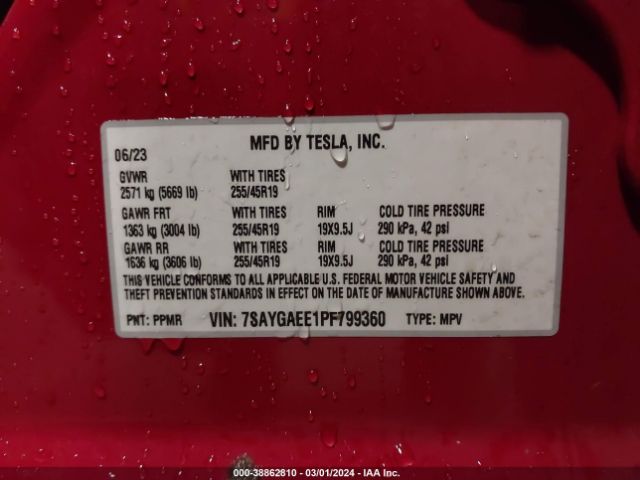 MFD BY TESLA, INC.
06/23
GVWR WITH TIRES
2571 kg (5669 lb) 255/45R19
GAWR FRT WITH TIRES RIM COLD TIRE PRESSURE
1363 kg (3004 lb) 255/45R19 19X9.5J 290 kPa, 42 psi
GAWR RR WITH TIRES RIM COLD TIRE PRESSURE
1636 kg (3606 lb) 255/45R19 19X9.5J 290 kPa, 42 psi
THIS VEHICLE CONFORMS TO ALL APPLICABLE U.S. FEDERAL MOTOR VEHICLE SAFETY AND
THEFT PREVENTION STANDARDS IN EFFECT ON THE DATE OF MANUFACTURE SHOWN ABOVE.
PNT: PPMR VIN: 7SAYGAEE1PF799360 TYPE: MPV
000-38862810 - 03/01/2024 - IAA Inc.